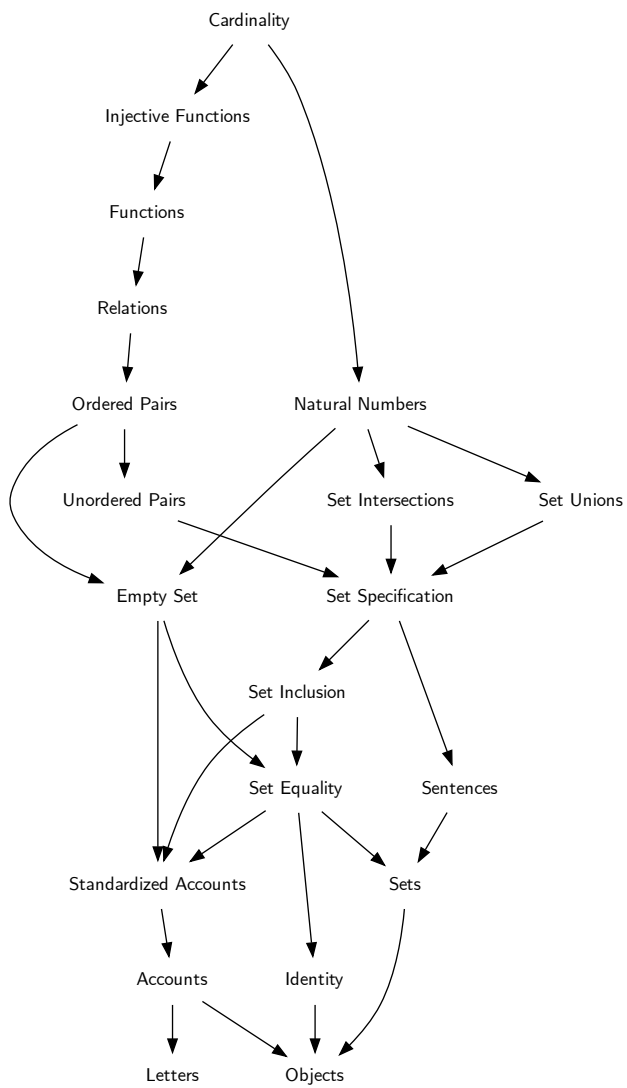 Cardinality
Injective Functions
Functions
Relations
Ordered Pairs
Natural Numbers
Unordered Pairs
Set Intersections
Set Unions
Empty Set
Set Specification
Set Inclusion
Set Equality
Sentences
Standardized Accounts
Sets
Accounts
Identity
Letters
Objects